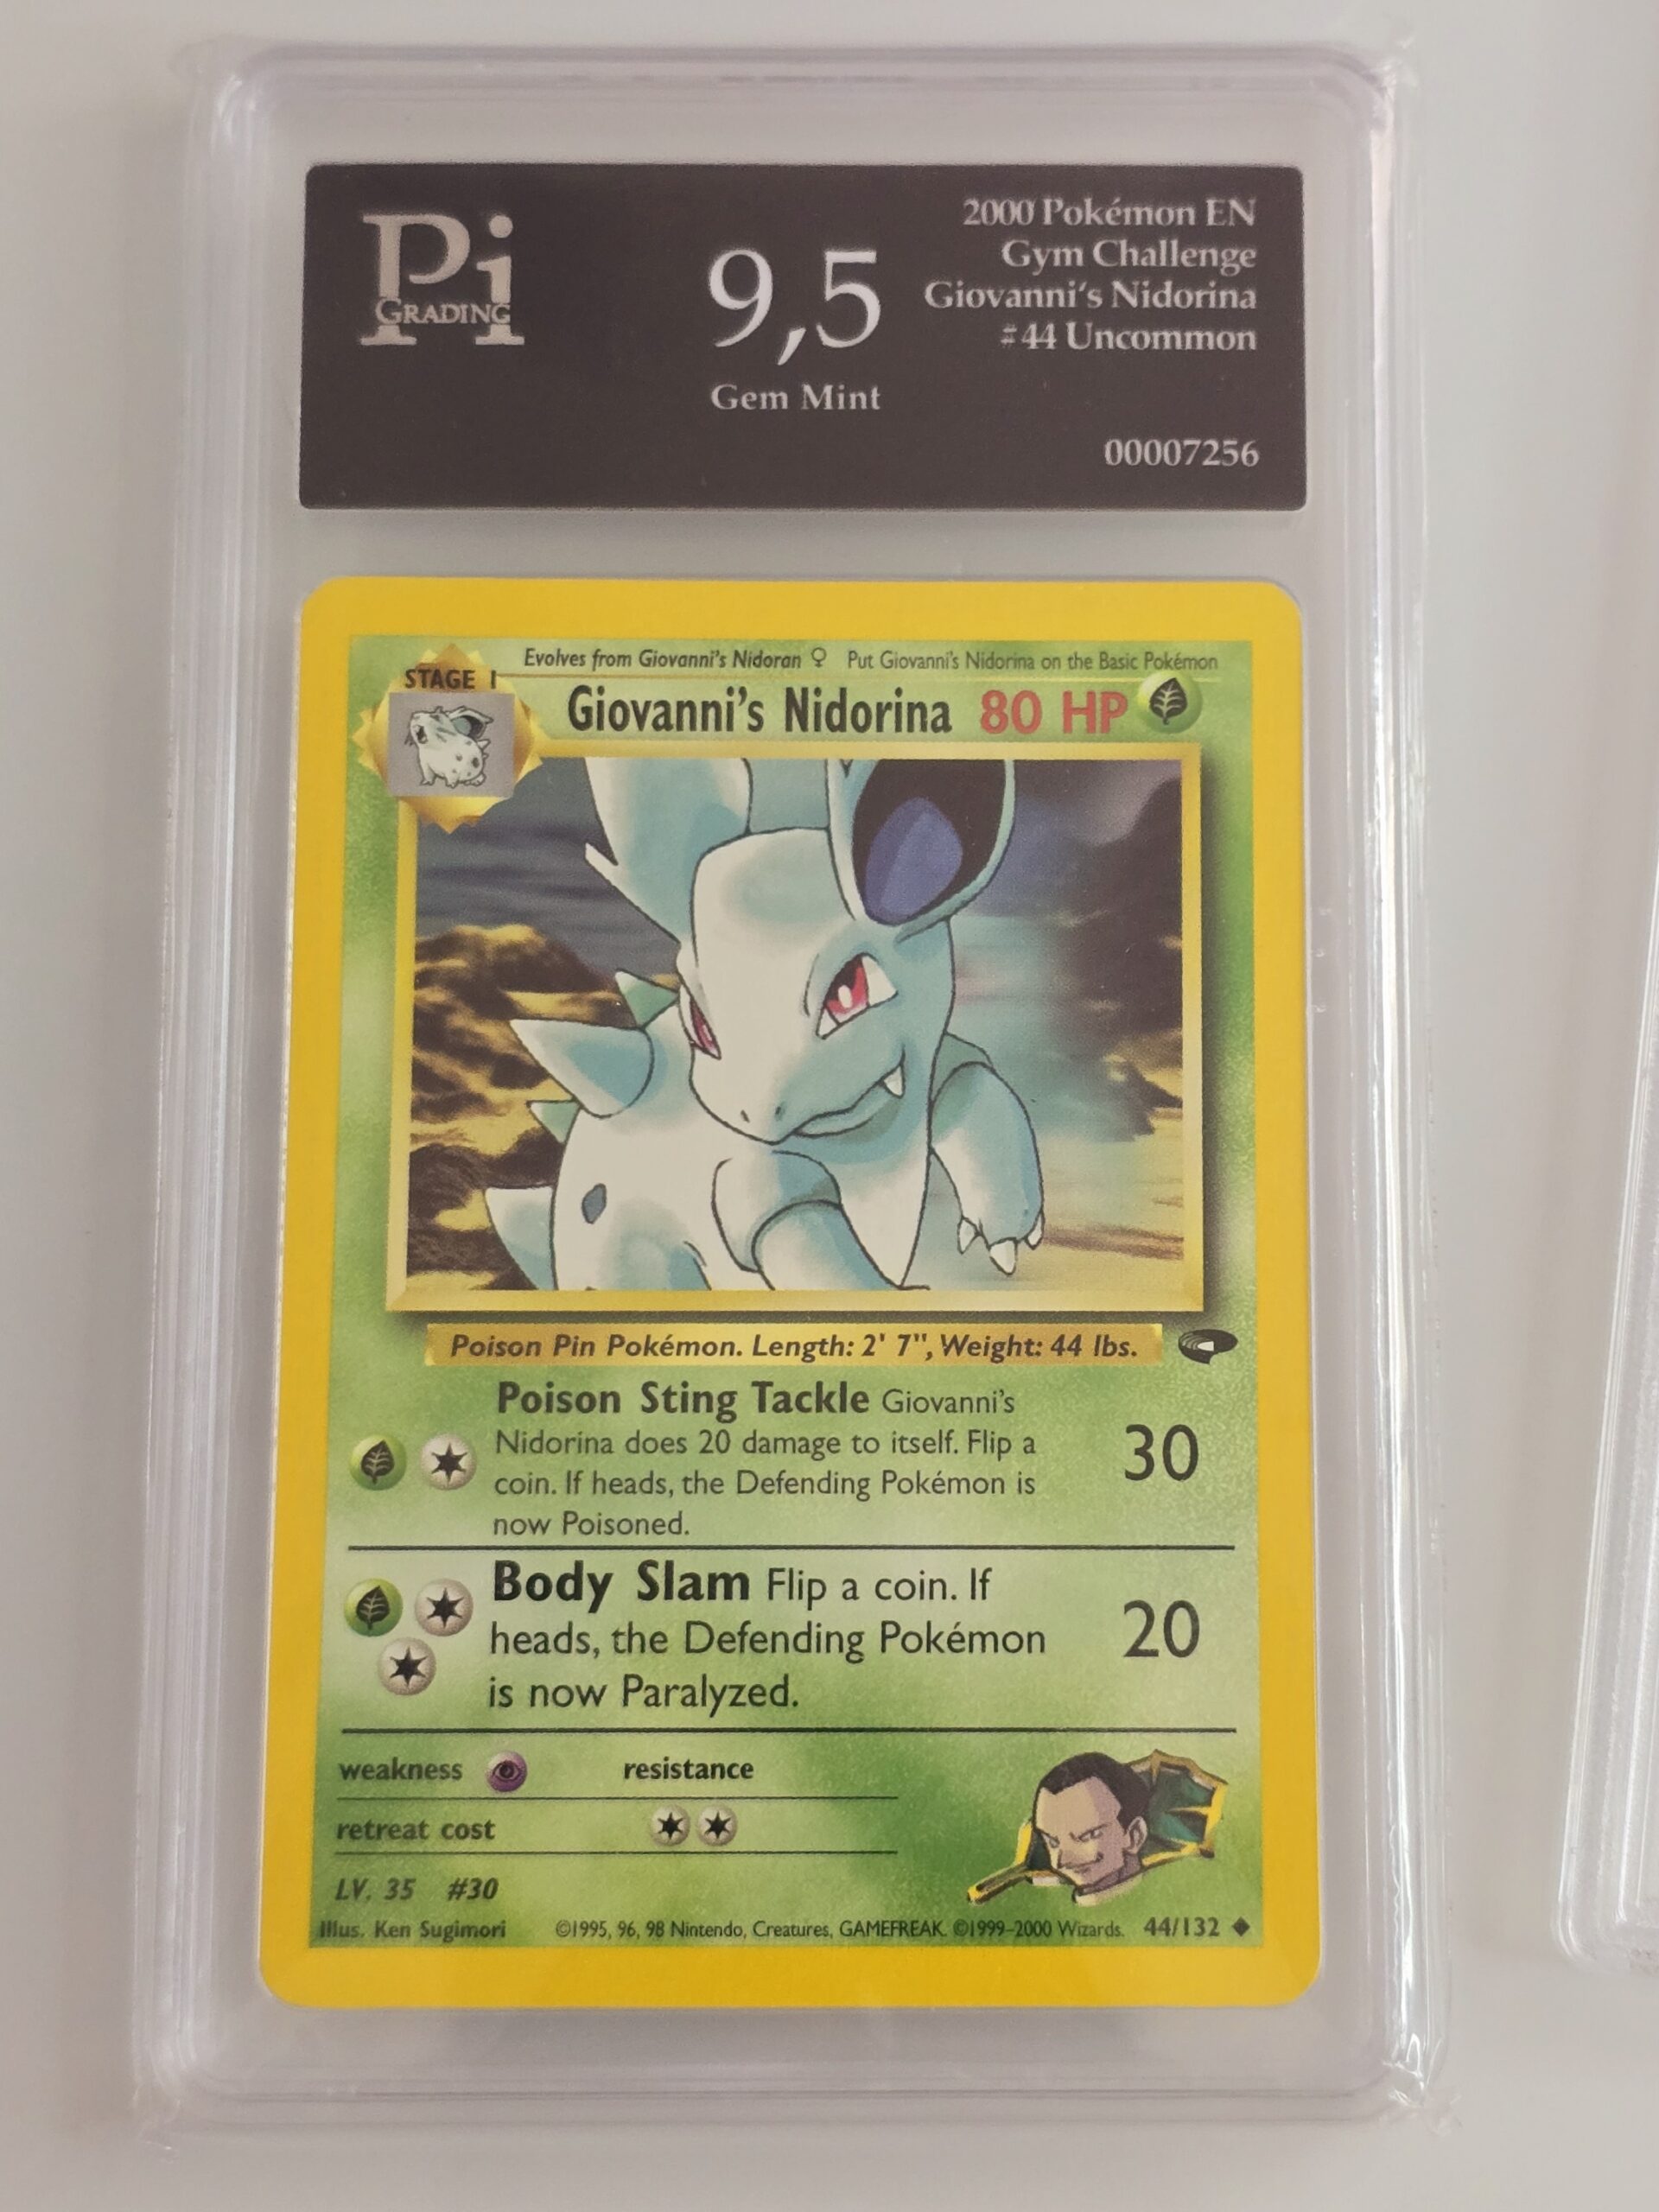 Pi
GRADING
9,5
Gem Mint
2000 Pokémon EN
Gym Challenge
Giovanni's Nidorina
#44 Uncommon
00007256
STAGE 1
Evolves from Giovanni's Nidoran ♀ Put Giovanni's Nidorina on the Basic Pokémon
Giovanni's Nidorina 80 HP
Poison Pin Pokémon. Length: 2' 7", Weight: 44 lbs.
Poison Sting Tackle Giovanni's
Nidorina does 20 damage to itself. Flip a
coin. If heads, the Defending Pokémon is
now Poisoned.
30
Body Slam Flip a coin. If
heads, the Defending Pokémon
is now Paralyzed.
20
weakness resistance
retreat cost
LV. 35 #30
Illus. Ken Sugimori ©1995, 96, 98 Nintendo, Creatures, GAMEFREAK. ©1999-2000 Wizards. 44/132 ◆